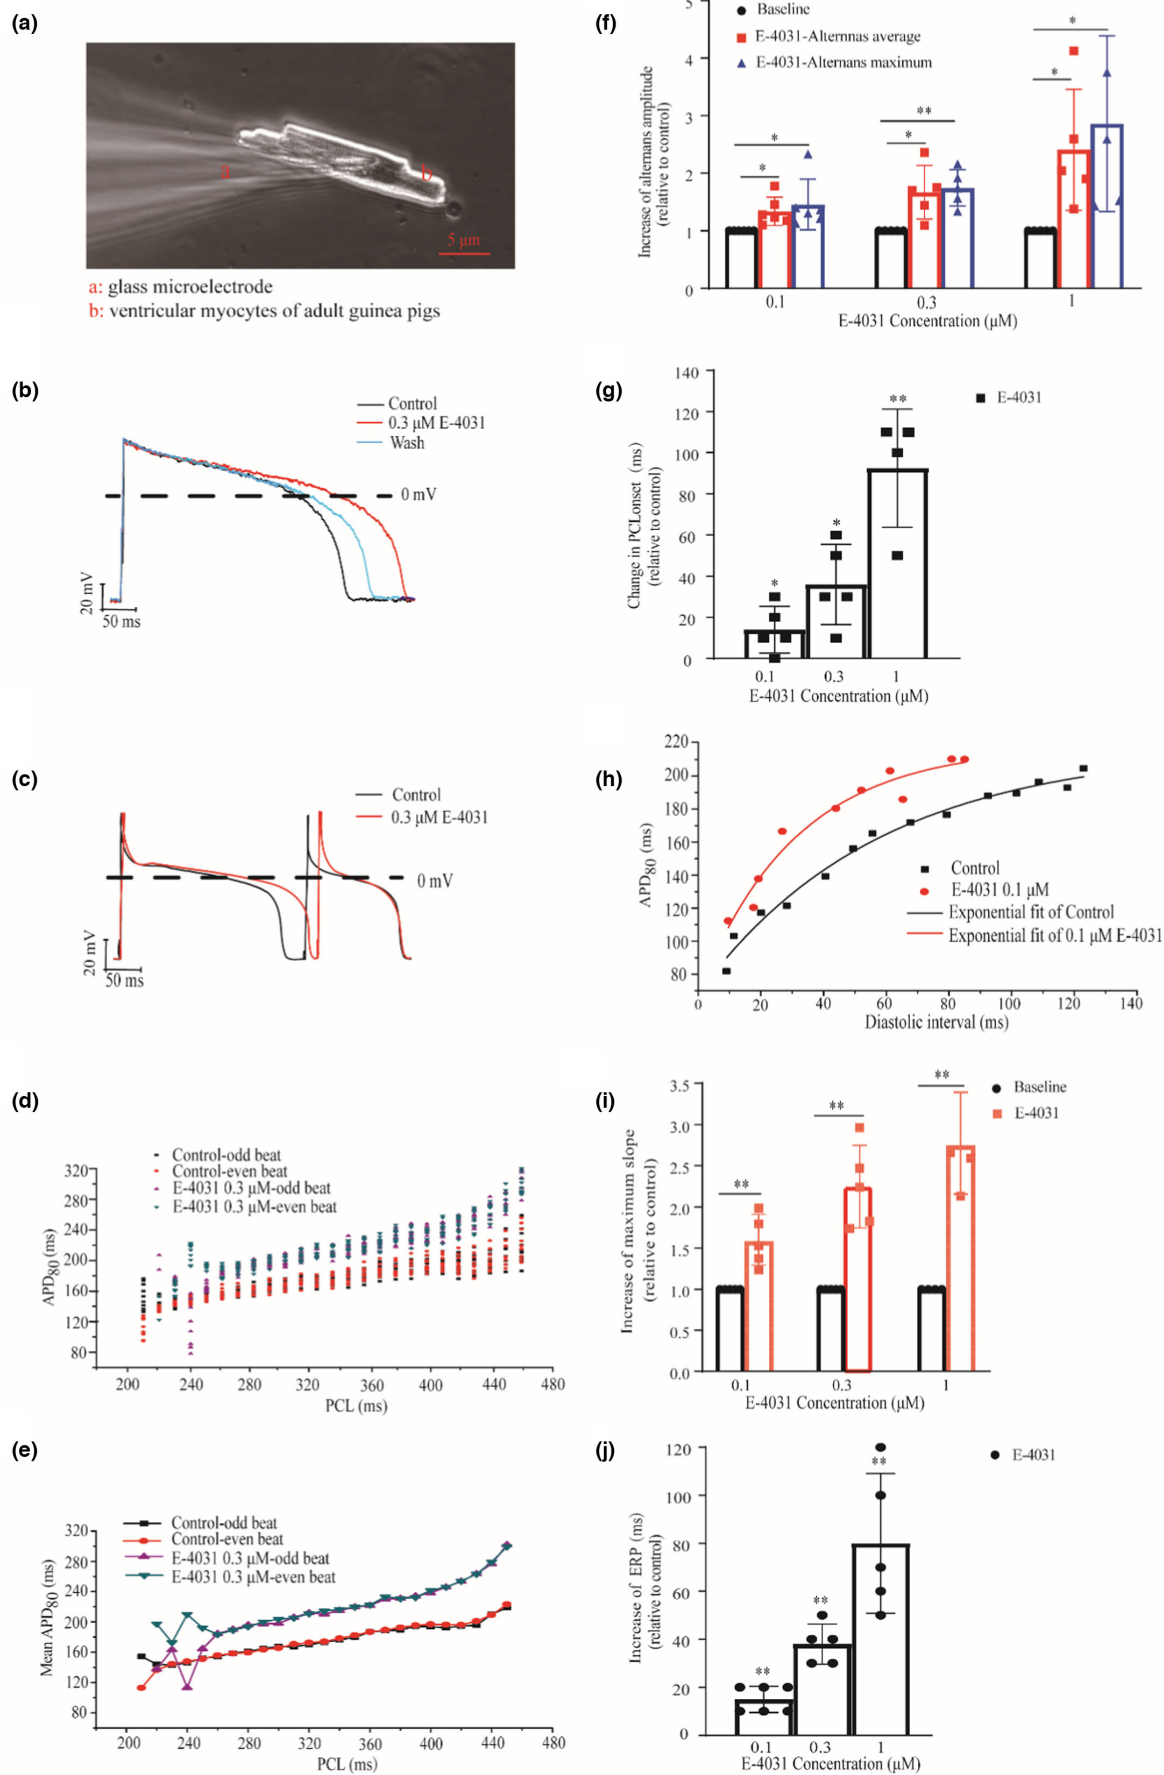 (a)
a
b
5 μm
a: glass microelectrode
b: ventricular myocytes of adult guinea pigs
(b)
Control
0.3 μM E-4031
Wash
0 mV
20 mV
50 ms
(c)
Control
0.3 μM E-4031
0 mV
20 mV
50 ms
(d)
Control-odd beat
Control-even beat
E-4031 0.3 μM-odd beat
E-4031 0.3 μM-even beat
APD80 (ms)
320
280
240
200
160
120
80
200 240 280 320 360 400 440 480
PCL (ms)
(e)
Control-odd beat
Control-even beat
E-4031 0.3 μM-odd beat
E-4031 0.3 μM-even beat
Mean APD80 (ms)
320
280
240
200
160
120
80
200 240 280 320 360 400 440 480
PCL (ms)
(f)
Baseline
E-4031-Alternnas average
E-4031-Alternans maximum
Increase of alternans amplitude
(relative to control)
5
4
3
2
1
0
* * * ** * *
0.1 0.3 1
E-4031 Concentration (μM)
(g)
E-4031
Change in PCLonset (ms)
(relative to control)
140
120
100
80
60
40
20
0
* * **
0.1 0.3 1
E-4031 Concentration (μM)
(h)
APD80 (ms)
220
200
180
160
140
120
100
80
Control
E-4031 0.1 μM
Exponential fit of Control
Exponential fit of 0.1 μM E-4031
0 20 40 60 80 100 120 140
Diastolic interval (ms)
(i)
Baseline
E-4031
Increase of maximum slope
(relative to control)
3.5
3.0
2.5
2.0
1.5
1.0
0.5
0.0
** ** **
0.1 0.3 1
E-4031 Concentration (μM)
(j)
E-4031
Increase of ERP (ms)
(relative to control)
120
100
80
60
40
20
0
** ** **
0.1 0.3 1
E-4031 Concentration (μM)